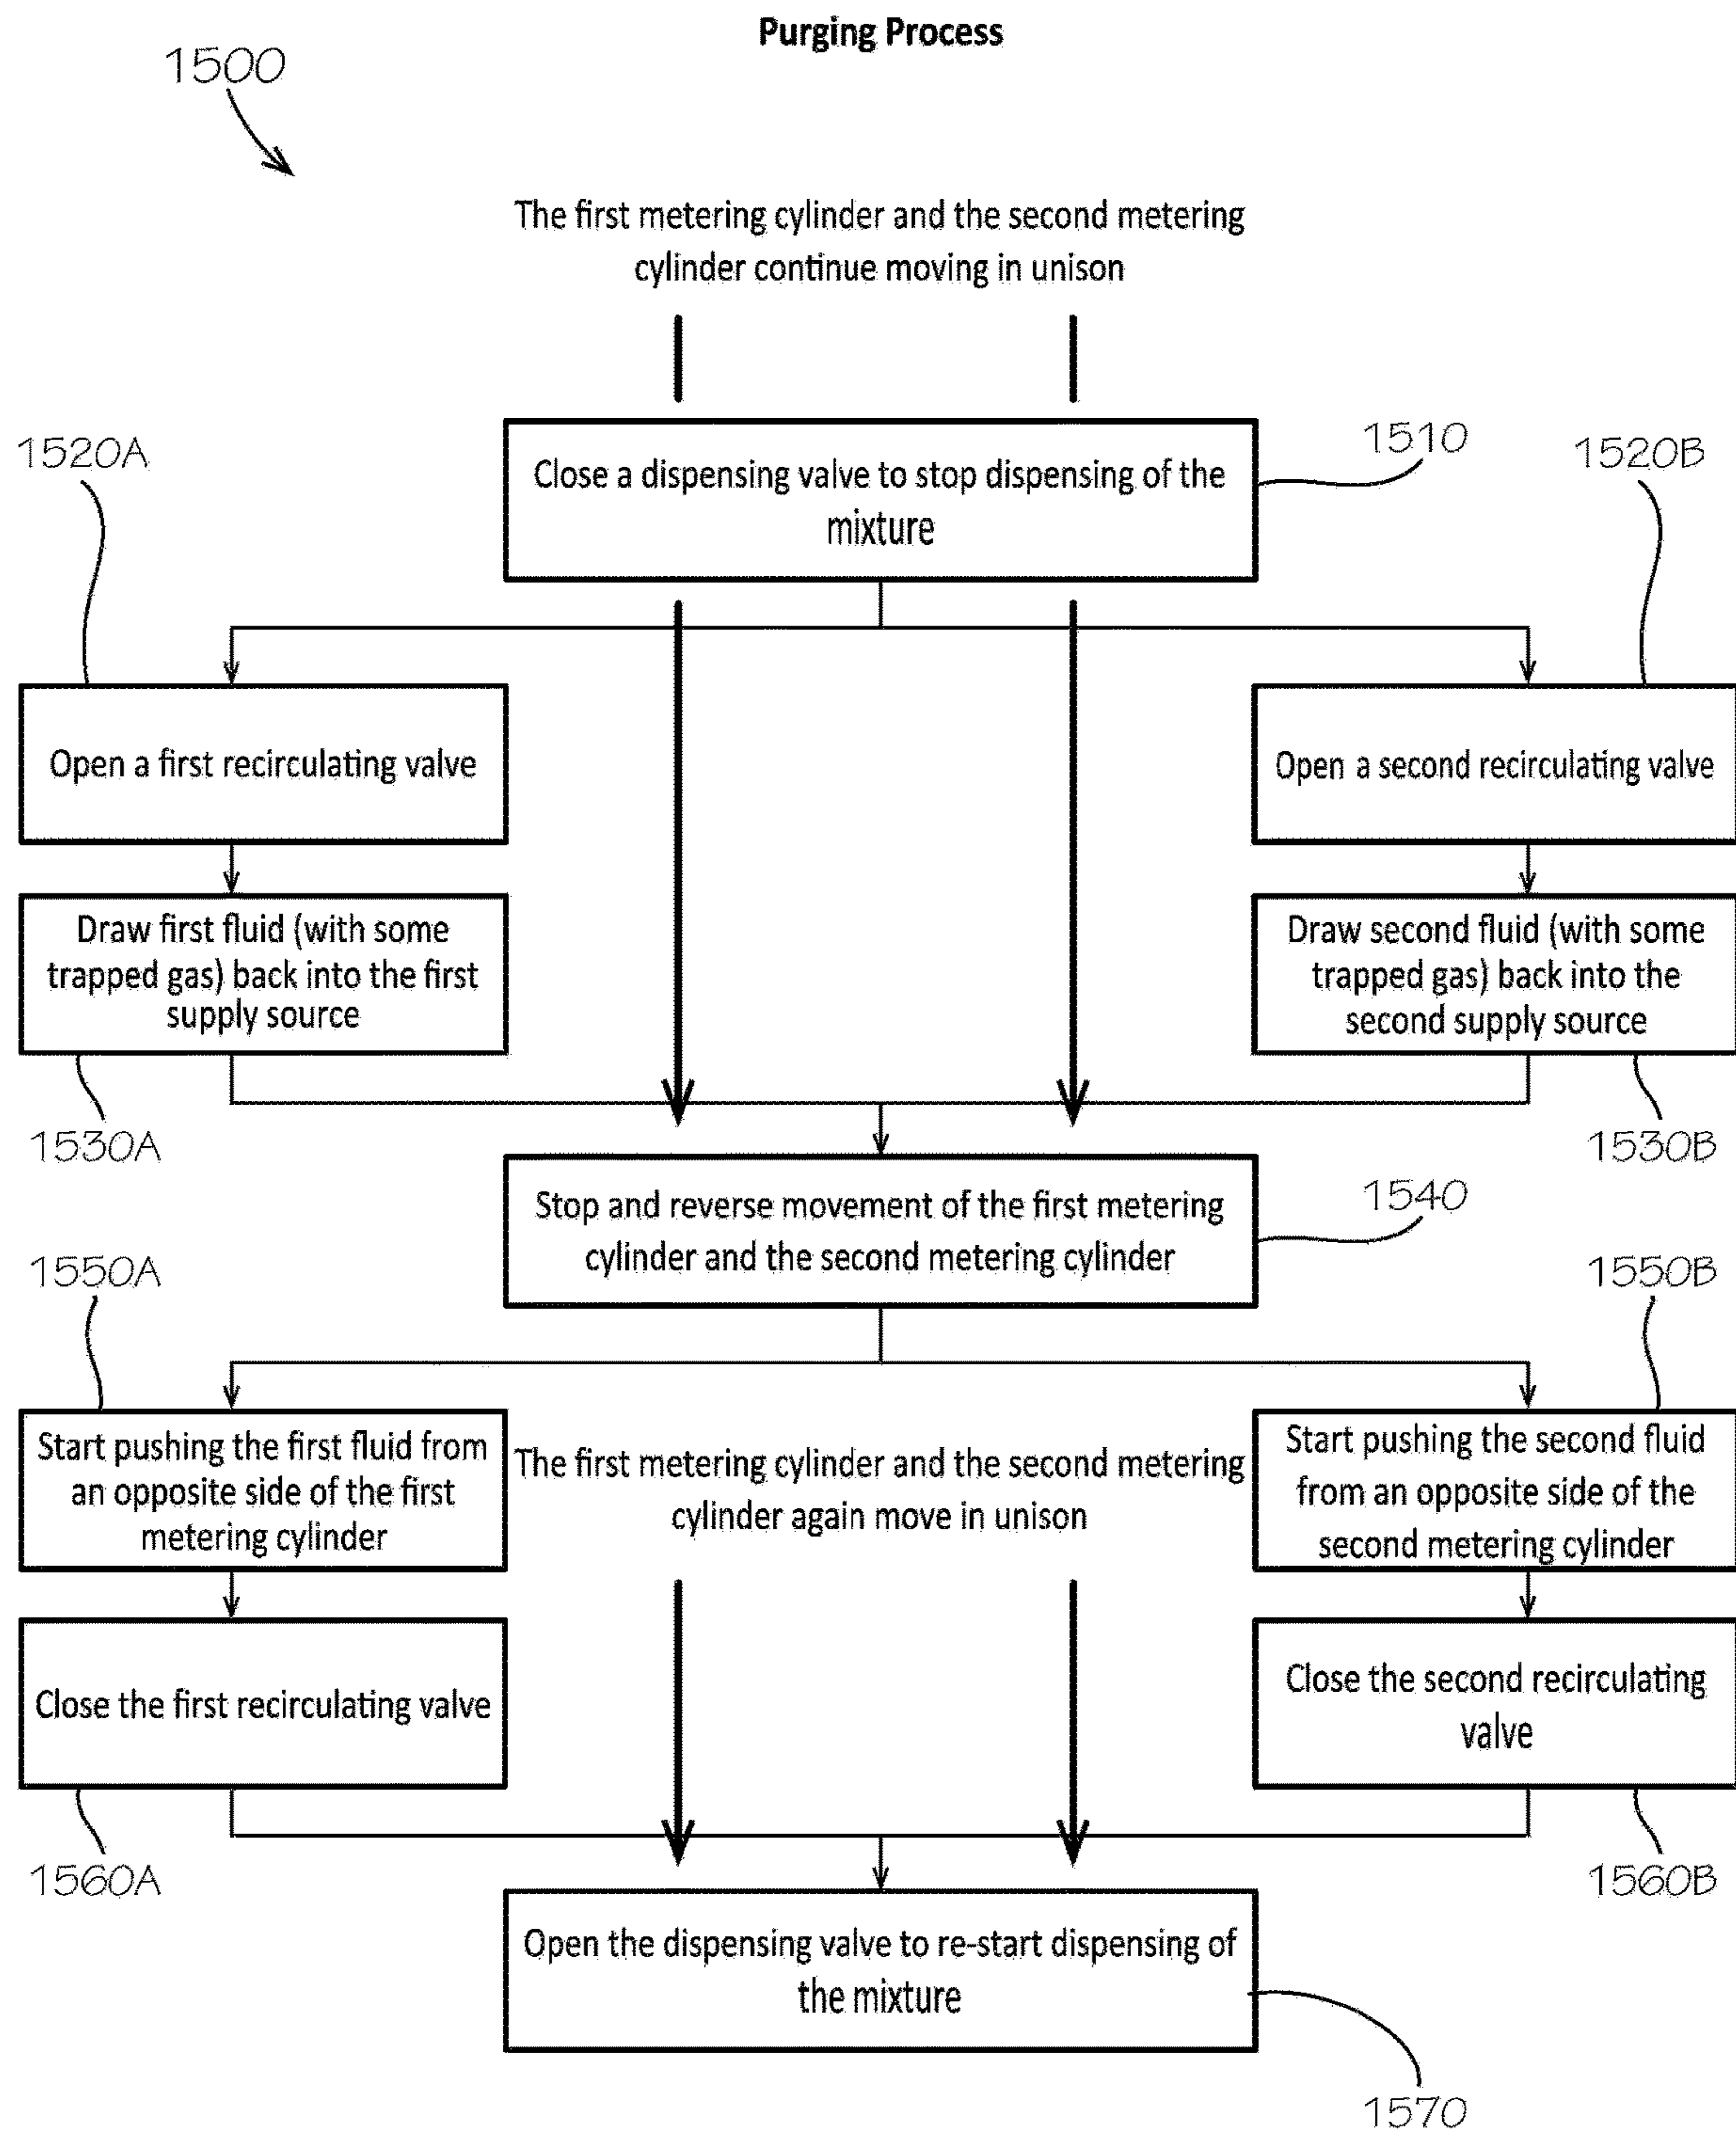 Purging Process
1500
The first metering cylinder and the second metering
cylinder continue moving in unison
1520A
1510
1520B
Close a dispensing valve to stop dispensing of the
mixture
Open a first recirculating valve
Open a second recirculating valve
Draw first fluid (with some
trapped gas) back into the first
supply source
Draw second fluid (with some
trapped gas) back into the
second supply source
1530A
1530B
Stop and reverse movement of the first metering
cylinder and the second metering cylinder
1540
1550A
1550B
Start pushing the first fluid from
an opposite side of the first
metering cylinder
The first metering cylinder and the second metering
cylinder again move in unison
Start pushing the second fluid
from an opposite side of the
second metering cylinder
Close the first recirculating valve
Close the second recirculating
valve
1560A
1560B
Open the dispensing valve to re-start dispensing of
the mixture
1570